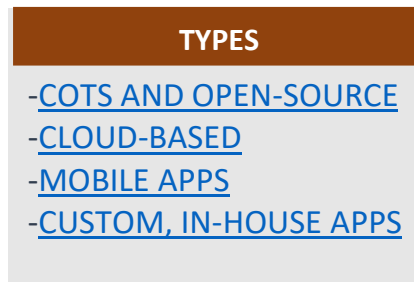 TYPES
-COTS AND OPEN-SOURCE
-CLOUD-BASED
-MOBILE APPS
-CUSTOM, IN-HOUSE APPS